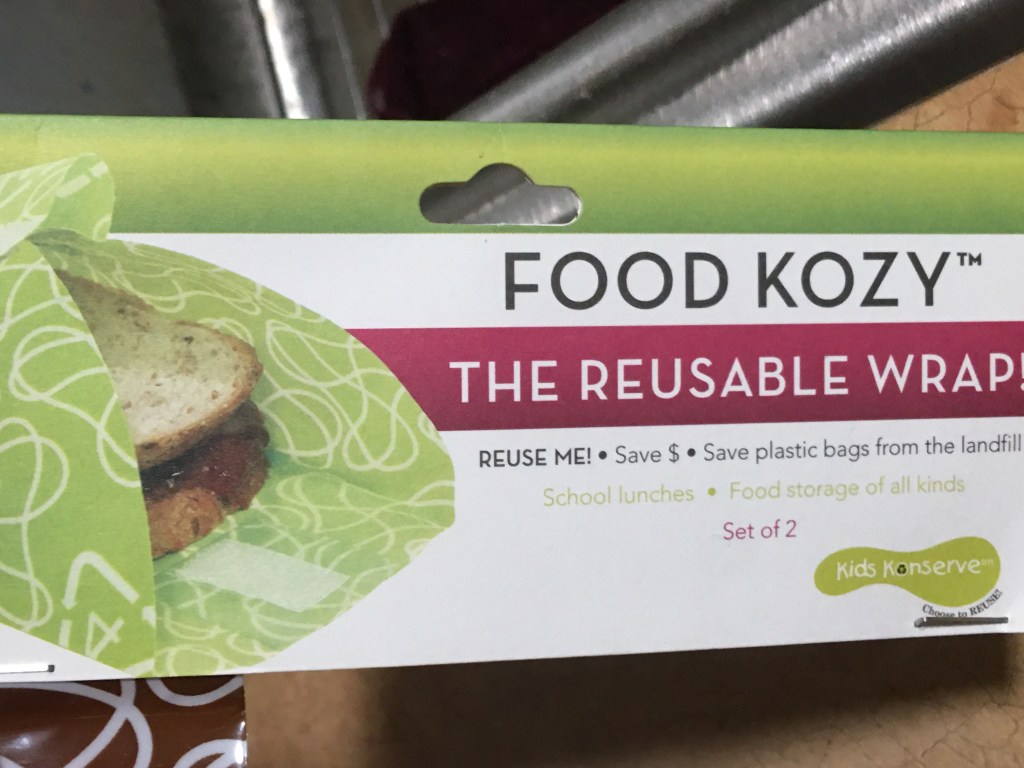 FOOD KOZY™
THE REUSABLE WRAP!
REUSE ME! • Save $ • Save plastic bags from the landfill
School lunches • Food storage of all kinds
Set of 2
Kids Konserve
Choose to REUSE!